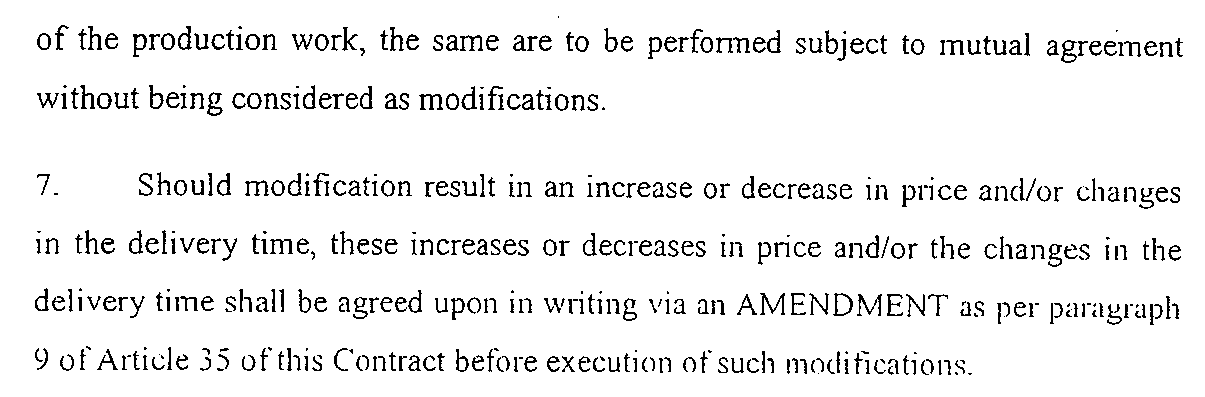 of the production work, the same are to be performed subject to mutual agreement
without being considered as modifications.
7. Should modification result in an increase or decrease in price and/or changes
in the delivery time, these increases or decreases in price and/or the changes in the
delivery time shall be agreed upon in writing via an AMENDMENT as per paragraph
9 of Article 35 of this Contract before execution of such modifications.